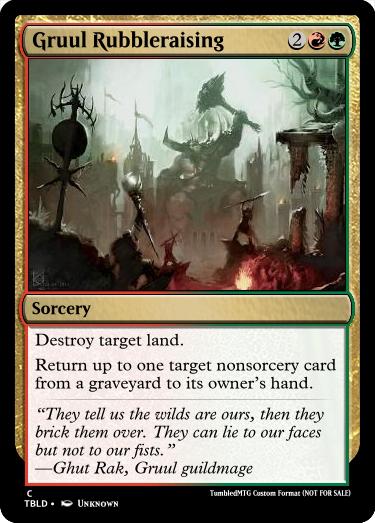 Gruul Rubbleraising 2
Sorcery
Destroy target land.
Return up to one target nonsorcery card
from a graveyard to its owner's hand.
"They tell us the wilds are ours, then they
brick them over. They can lie to our faces
but not to our fists."
—Ghut Rak, Gruul guildmage
C
TBLD • Unknown
TumbledMTG Custom Format (NOT FOR SALE)